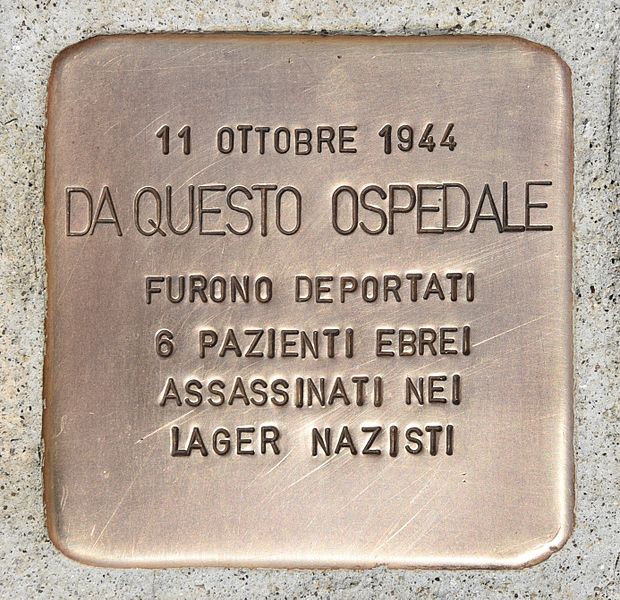 11 OTTOBRE 1944
DA QUESTO OSPEDALE
FURONO DEPORTATI
6 PAZIENTI EBREI
ASSASSINATI NEI
LAGER NAZISTI